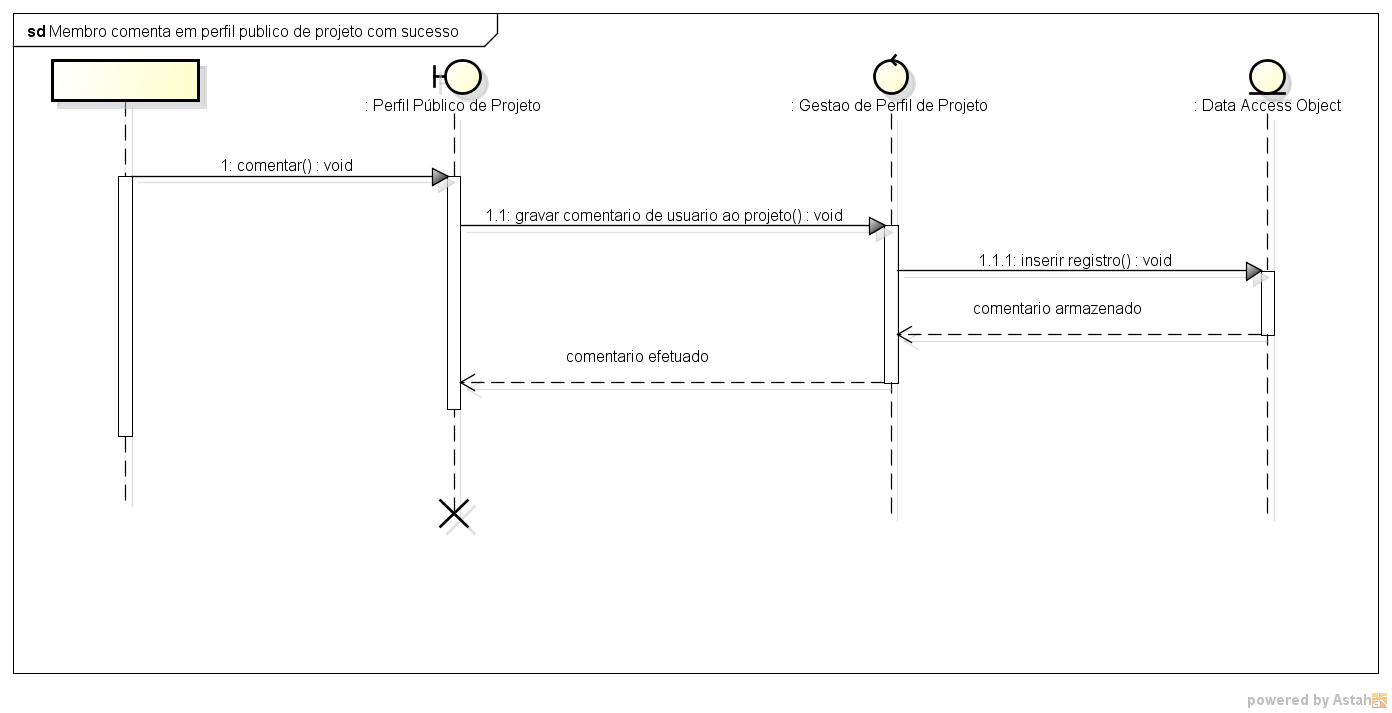 sd Membro comenta em perfil publico de projeto com sucesso
: Perfil Público de Projeto
: Gestao de Perfil de Projeto
: Data Access Object
1: comentar() : void
1.1: gravar comentario de usuario ao projeto() : void
1.1.1: inserir registro() : void
comentario armazenado
comentario efetuado
powered by Astah